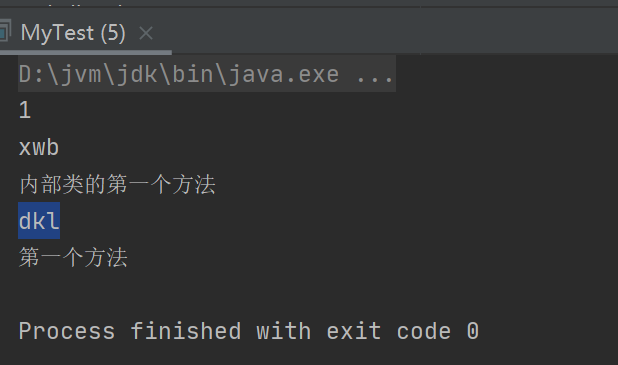 MyTest (5)
D:\jvm\jdk\bin\java.exe ...
1
xwb
内部类的第一个方法
dkl
第一个方法
Process finished with exit code 0